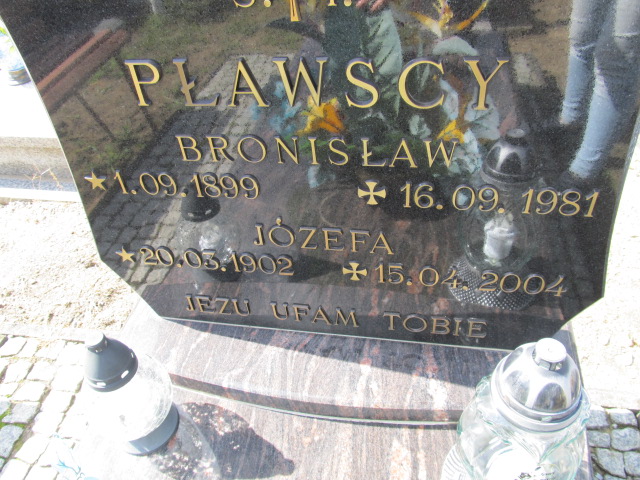 Ś. P.
PŁAWSCY
BRONISŁAW
1.09.1899 16.09.1981
JÓZEFA
20.03.1902 15.04.2004
JEZU UFAM TOBIE